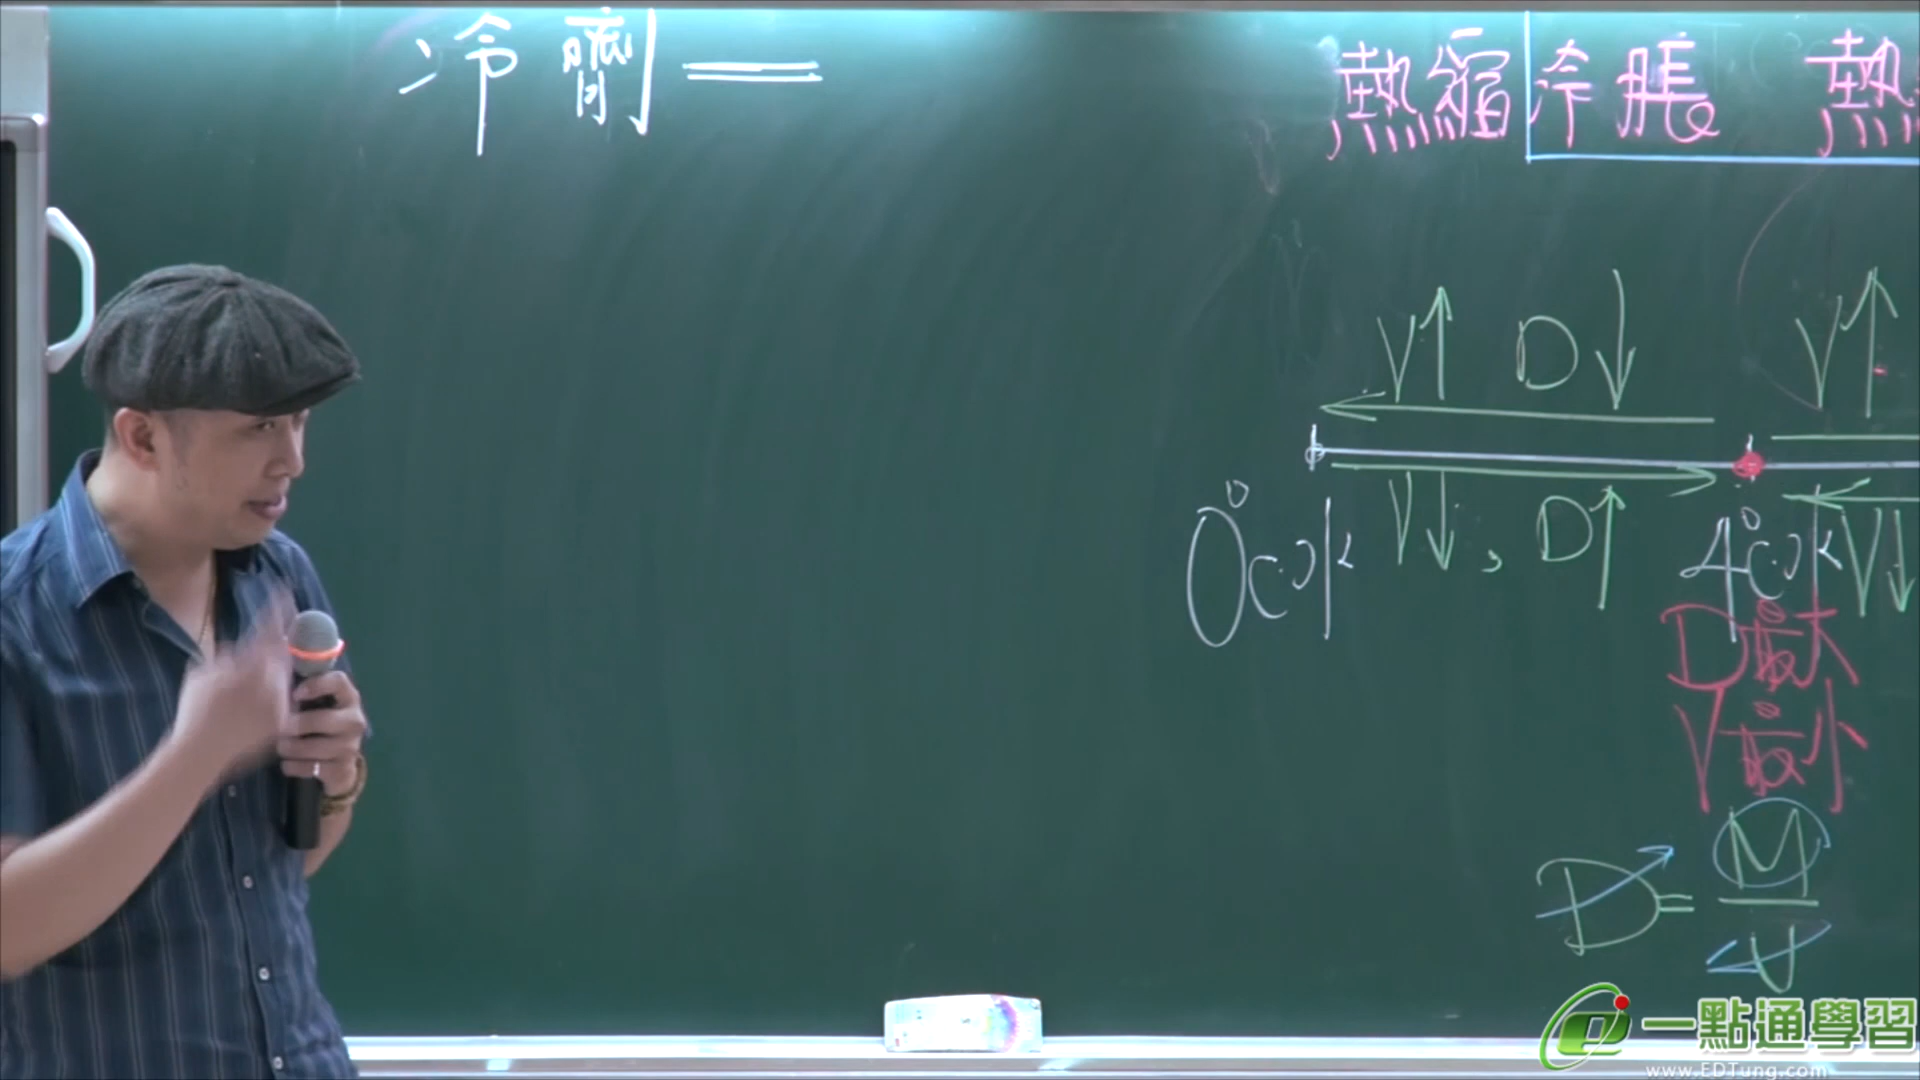 冷劑=
熱縮冷脹 熱
V↑ D↓ V↑
0°C水 V↓, D↑ 4°C水 V↓
D最大
V最小
D=M/V
一點通學習
www.EDTung.com